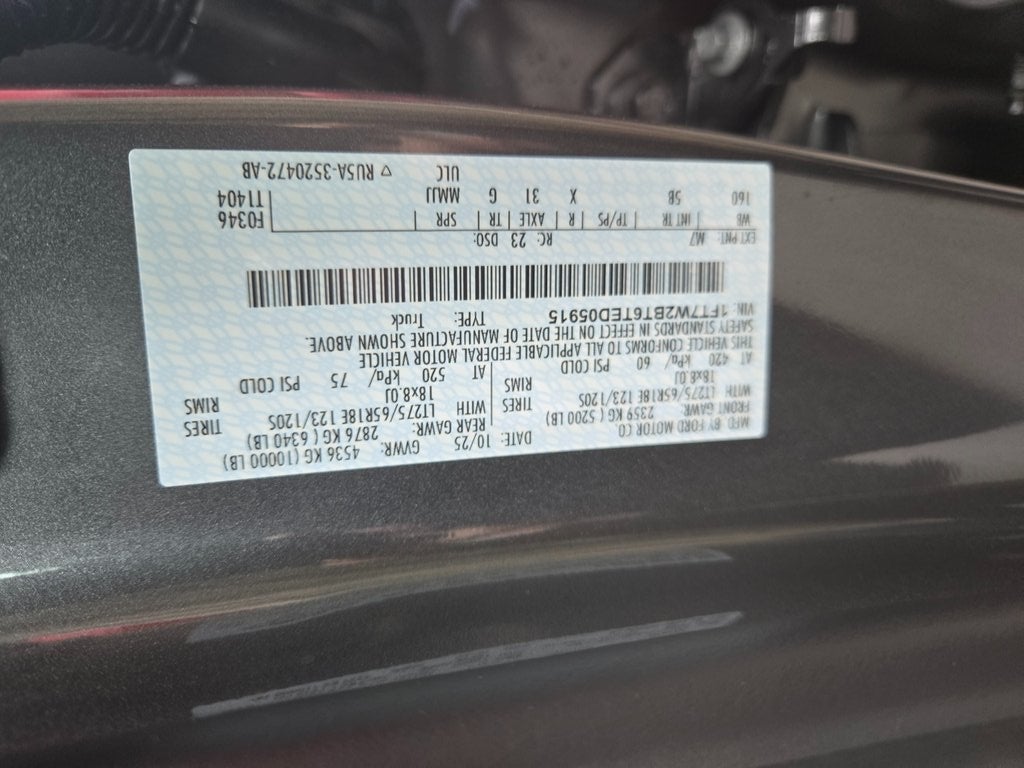 MFD BY FORD MOTOR CO. DATE: 10/25 GVWR: 4536 KG ( 10000 LB)
FRONT GAWR: 2359 KG ( 5200 LB) REAR GAWR: 2876 KG ( 6340 LB)
WITH LT275/65R18E 123/120S TIRES WITH LT275/65R18E 123/120S TIRES
18x8.0J RIMS 18x8.0J RIMS
AT 420 kPa/ 60 PSI COLD AT 520 kPa/ 75 PSI COLD
THIS VEHICLE CONFORMS TO ALL APPLICABLE FEDERAL MOTOR VEHICLE
SAFETY STANDARDS IN EFFECT ON THE DATE OF MANUFACTURE SHOWN ABOVE.
VIN: 1FT7W2BT6TED05915 TYPE: Truck
EXT PNT: M7 RC: 23 DSO:
WB INT TR TP/PS R AXLE TR SPR F0346
160 5B X 31 G MMJJ T1404
ULC ▽ RU5A-3520472-AB